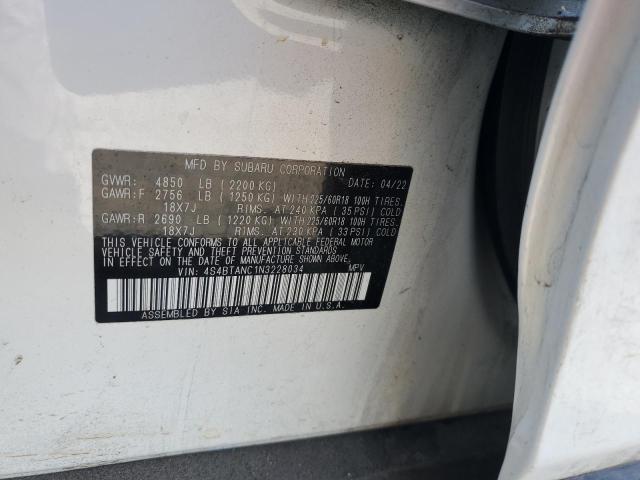 MFD BY SUBARU CORPORATION
GVWR: 4850 LB (2200 KG) DATE: 04/22
GAWR:F 2756 LB (1250 KG) WITH 225/60R18 100H TIRES.
18X7J RIMS. AT 240 KPA (35 PSI) COLD
GAWR:R 2690 LB (1220 KG) WITH 225/60R18 100H TIRES.
18X7J RIMS. AT 230 KPA (33 PSI) COLD
THIS VEHICLE CONFORMS TO ALL APPLICABLE FEDERAL MOTOR
VEHICLE SAFETY, BUMPER, AND THEFT PREVENTION STANDARDS
IN EFFECT ON THE DATE OF MANUFACTURE SHOWN ABOVE.
VIN: 4S4BTANC1N3228034 MPV
ASSEMBLED BY SIA INC. MADE IN U.S.A.